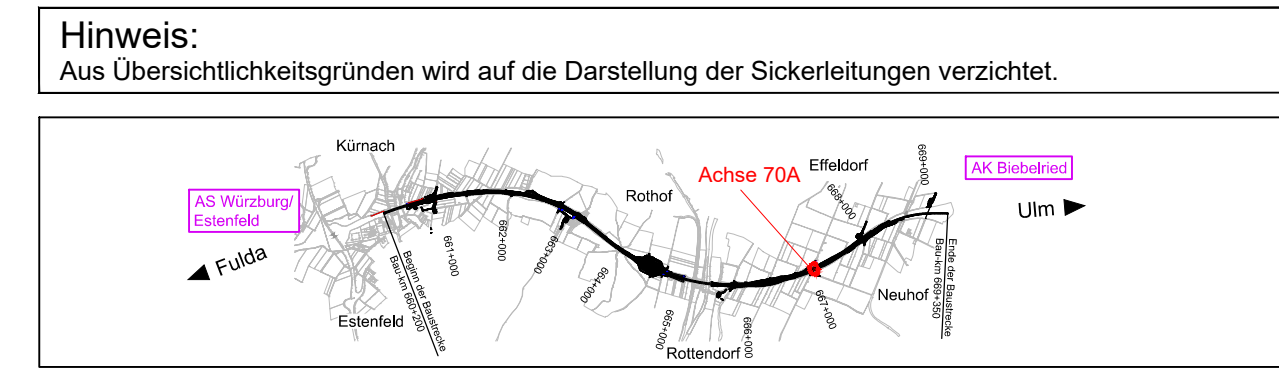 Hinweis:
Aus Übersichtlichkeitsgründen wird auf die Darstellung der Sickerleitungen verzichtet.
Kürnach
AS Würzburg/
Estenfeld
Fulda
Estenfeld
Beginn der Baustrecke
Bau-km 660+200
661+000
662+000
663+000
664+000
Rothof
665+000
Rottendorf
666+000
Achse 70A
667+000
Effeldorf
668+000
669+000
Neuhof
Ende der Baustrecke
Bau-km 669+350
AK Biebelried
Ulm